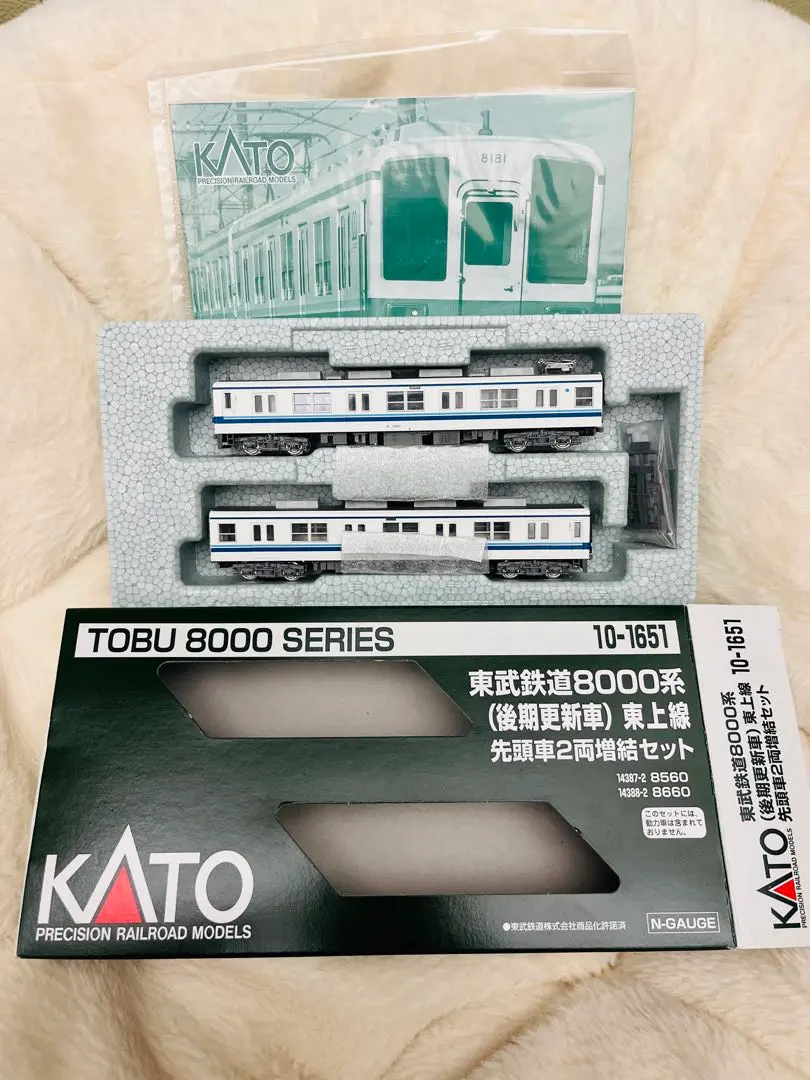 KATO
PRECISION RAILROAD MODELS
8181
TOBU 8000 SERIES
10-1651
東武鉄道8000系
(後期更新車) 東上線
先頭車2両増結セット
14387-2 8560
14388-2 8660
このセットには、
動力車は含まれて
おりません。
KATO
PRECISION RAILROAD MODELS
●東武鉄道株式会社商品化許諾済
N-GAUGE
東武鉄道8000系
(後期更新車) 東上線 10-1651
先頭車2両増結セット
KATO
PRECISION RAILROAD MODELS